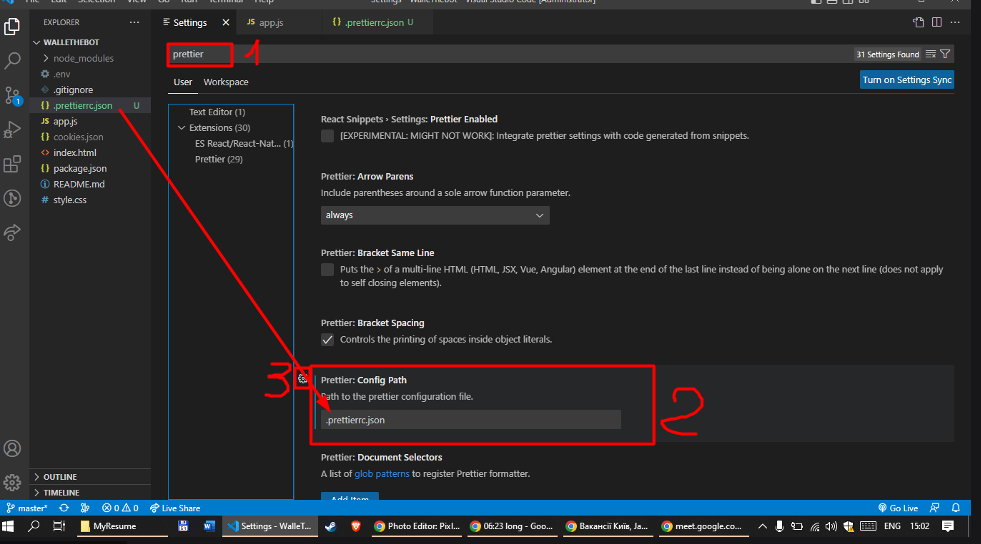 File Edit Selection View Go Run Terminal Help
Settings - WalleTheBot - Visual Studio Code [Administrator]
EXPLORER
Settings
JS app.js
{} .prettierrc.json U
WALLETHEBOT
node_modules
.env
.gitignore
{} .prettierrc.json U
JS app.js
{} cookies.json
<> index.html
{} package.json
README.md
# style.css
OUTLINE
TIMELINE
1
prettier
1
31 Settings Found
User
Workspace
Turn on Settings Sync
Text Editor (1)
Extensions (30)
ES React/React-Nat... (1)
Prettier (29)
React Snippets › Settings: Prettier Enabled
[EXPERIMENTAL: MIGHT NOT WORK]: Integrate prettier settings with code generated from snippets.
Prettier: Arrow Parens
Include parentheses around a sole arrow function parameter.
always
Prettier: Bracket Same Line
Puts the > of a multi-line HTML (HTML, JSX, Vue, Angular) element at the end of the last line instead of being alone on the next line (does not apply
to self closing elements).
Prettier: Bracket Spacing
Controls the printing of spaces inside object literals.
3
Prettier: Config Path
Path to the prettier configuration file.
.prettierrc.json
2
Prettier: Document Selectors
A list of glob patterns to register Prettier formatter.
Add Item
master*
0 0
Live Share
Go Live
MyResume
Settings - WalleT...
Photo Editor: Pixl...
06:23 long - Goo...
Вакансії Київ, Ja...
meet.google.co...
ENG
15:02